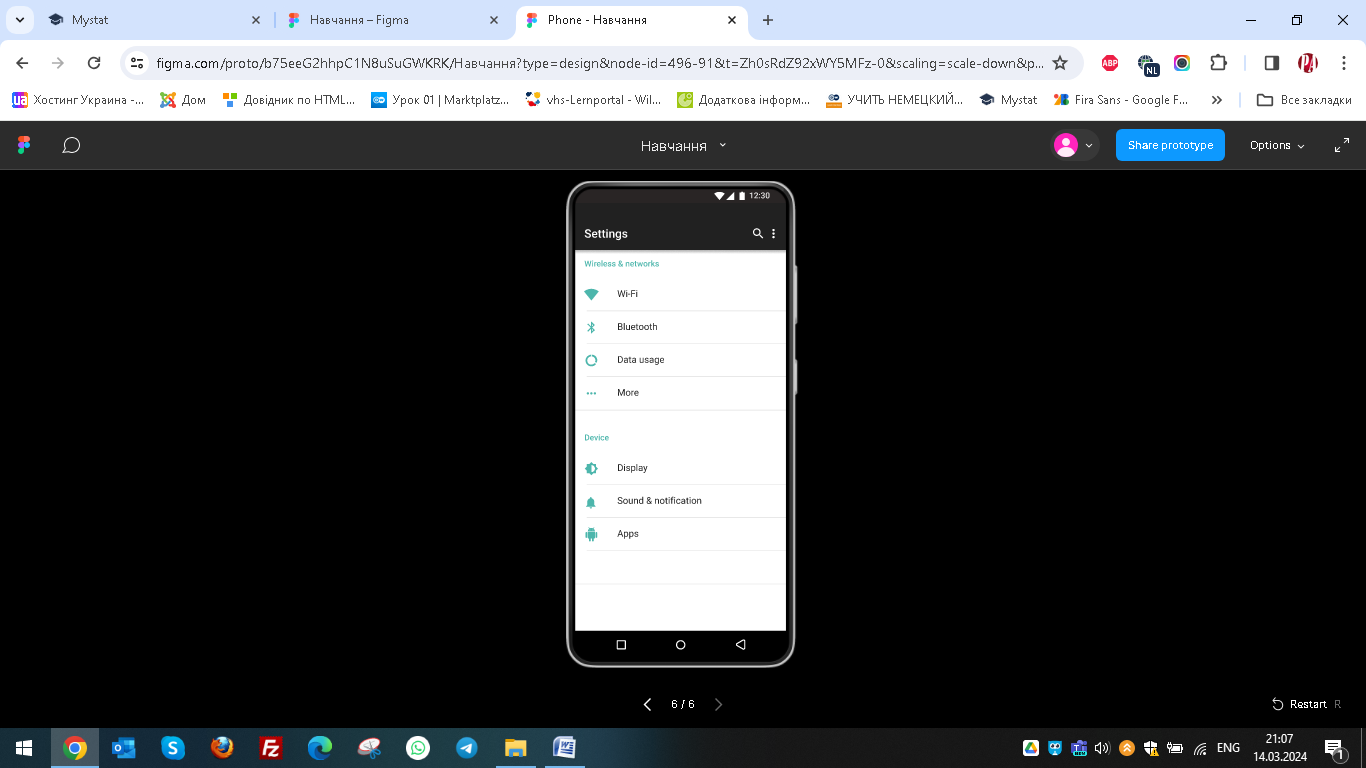 Mystat
Навчання – Figma
Phone - Навчання
figma.com/proto/b75eeG2hhpC1N8uSuGWKRK/Навчання?type=design&node-id=496-91&t=Zh0sRdZ92xWY5MFz-0&scaling=scale-down&p...
ABP
NL
Хостинг Украина -...
Дом
Довідник по HTML...
Урок 01 | Marktplatz...
vhs-Lernportal - Wil...
Додаткова інформ...
УЧИТЬ НЕМЕЦКИЙ...
Mystat
Fira Sans - Google F...
Все закладки
Навчання
Share prototype
Options
12:30
Settings
Wireless & networks
Wi-Fi
Bluetooth
Data usage
More
Device
Display
Sound & notification
Apps
6 / 6
Restart R
ENG
21:07
14.03.2024
1